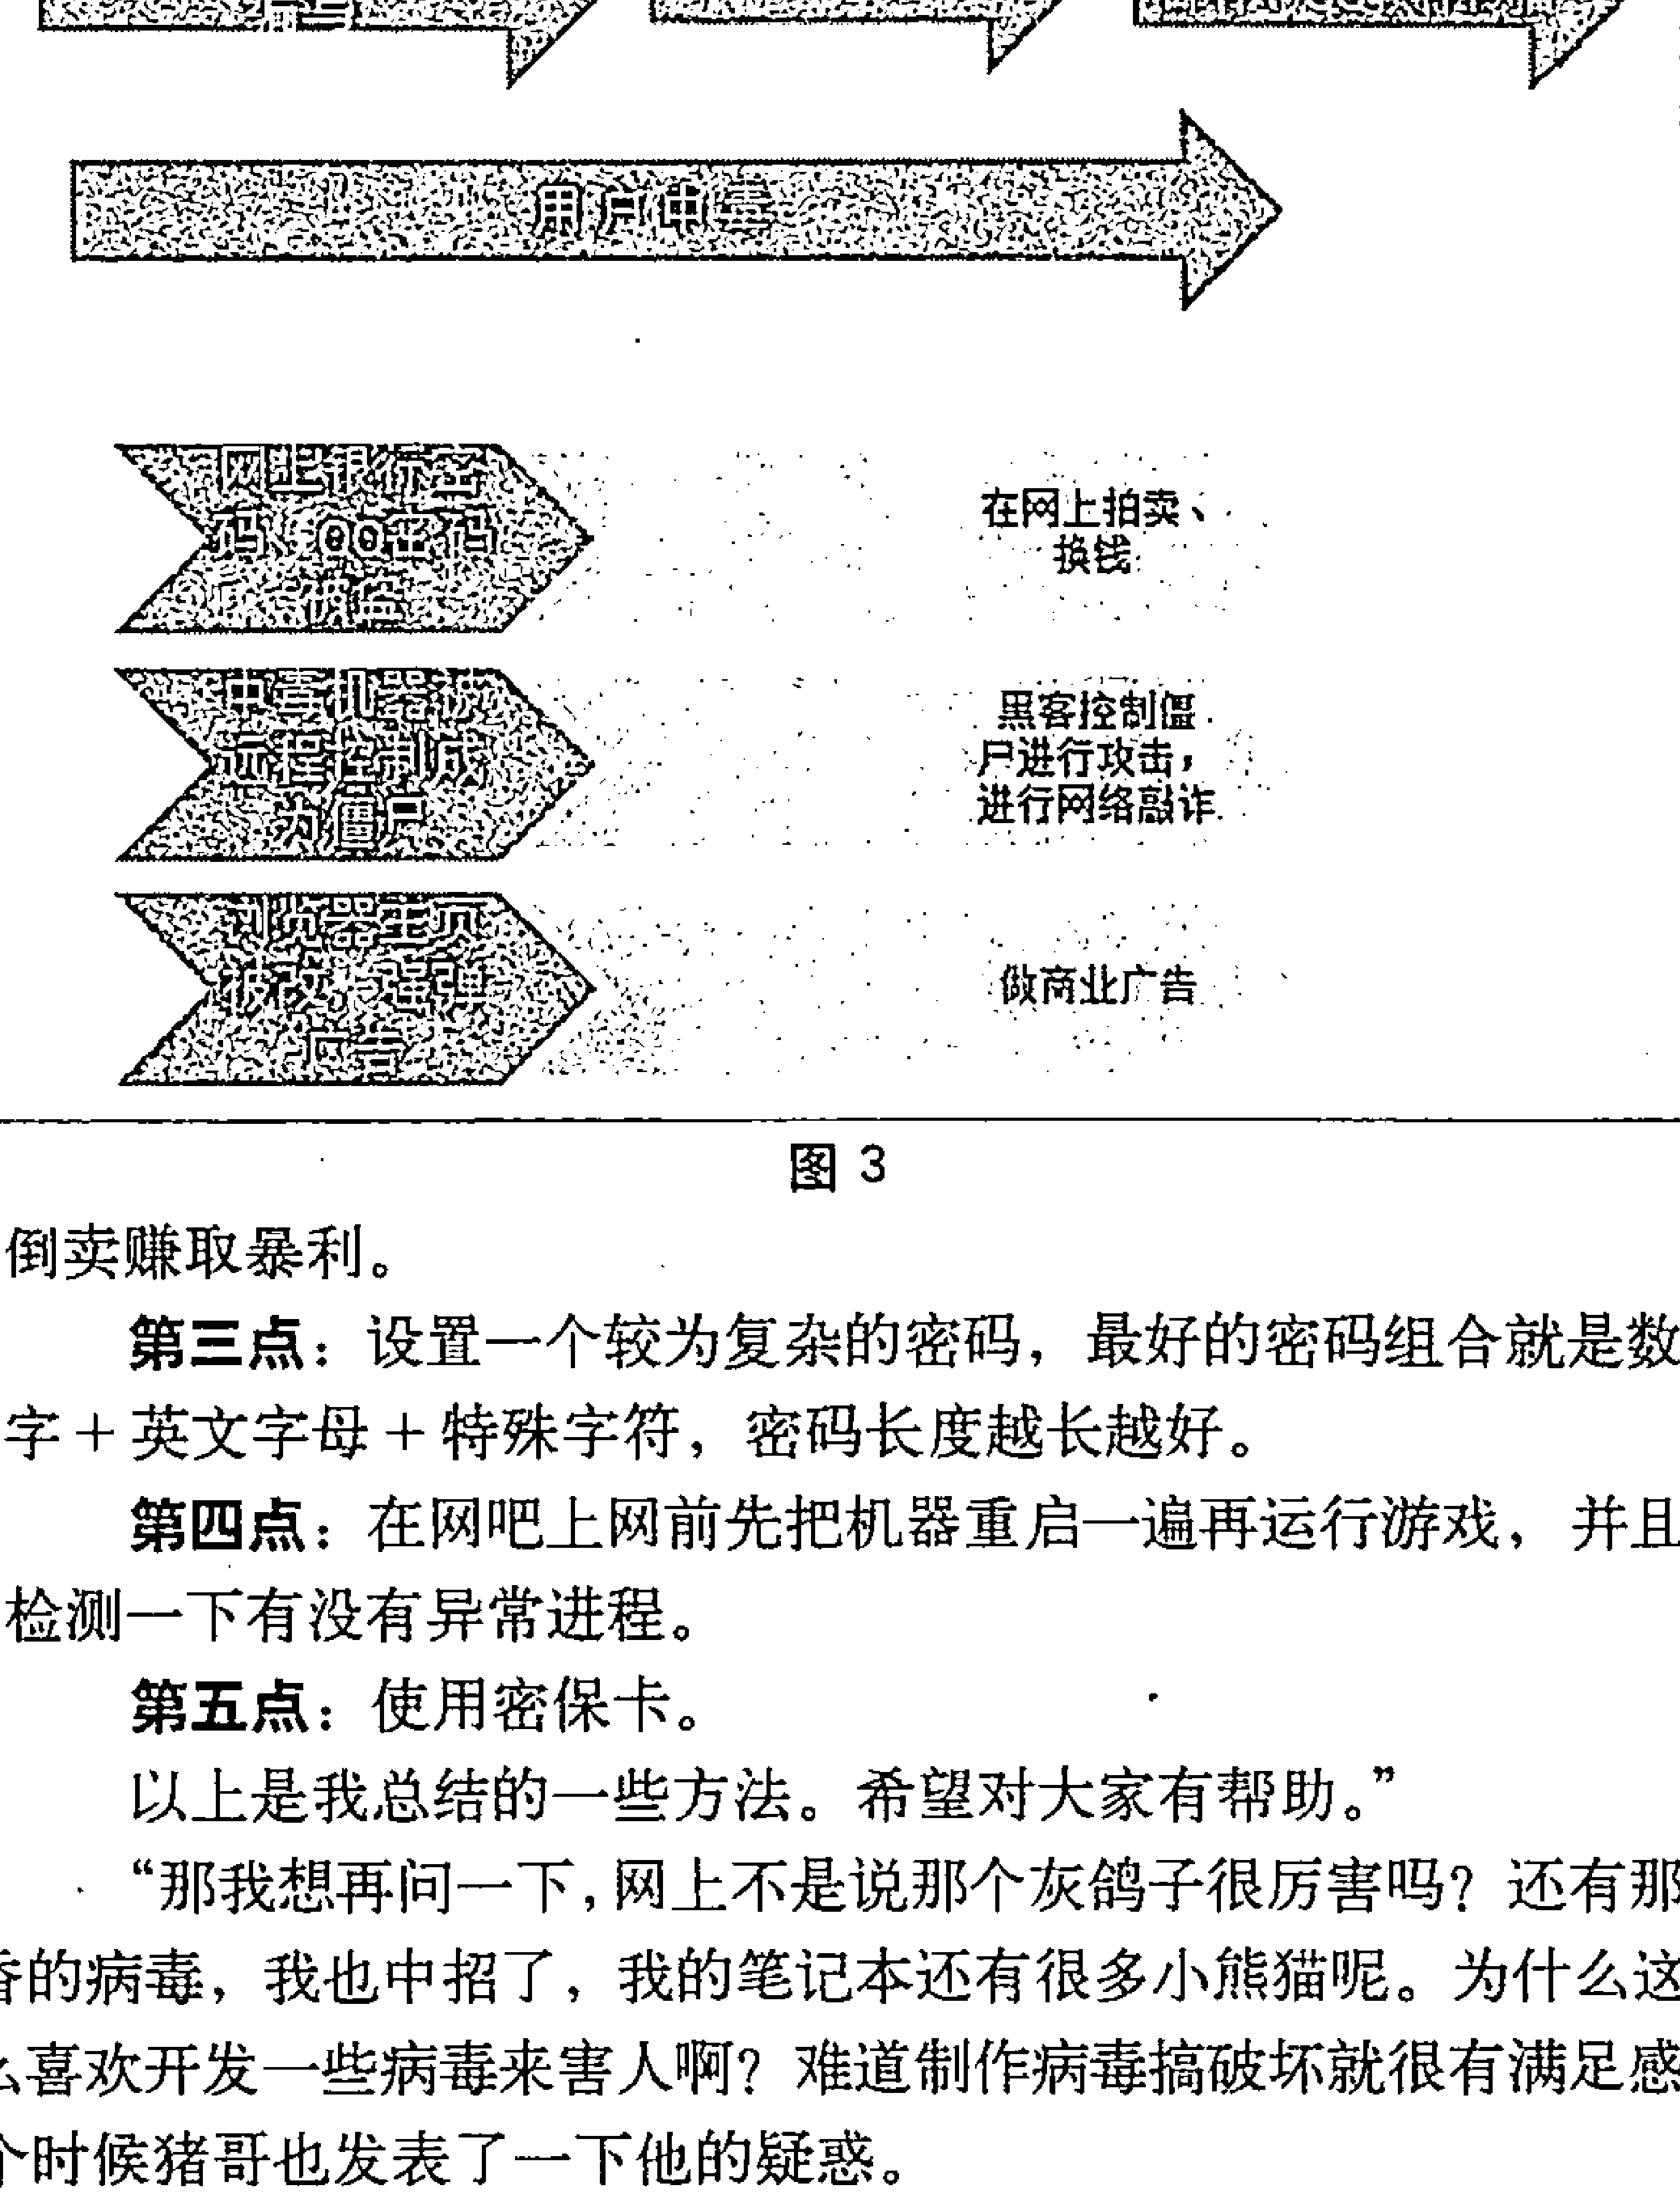 用户中毒
网上银行密
码、QQ密码
被盗
在网上拍卖、
换钱
中毒机器被
远程控制成
为僵尸
黑客控制僵
尸进行攻击，
进行网络敲诈
浏览器主页
被改、强弹
广告
做商业广告
图 3
倒卖赚取暴利。
第三点：设置一个较为复杂的密码，最好的密码组合就是数
字＋英文字母＋特殊字符，密码长度越长越好。
第四点：在网吧上网前先把机器重启一遍再运行游戏，并且
检测一下有没有异常进程。
第五点：使用密保卡。
以上是我总结的一些方法。希望对大家有帮助。”
“那我想再问一下，网上不是说那个灰鸽子很厉害吗？还有那
香的病毒，我也中招了，我的笔记本还有很多小熊猫呢。为什么这
么喜欢开发一些病毒来害人啊？难道制作病毒搞破坏就很有满足感
个时候猪哥也发表了一下他的疑惑。